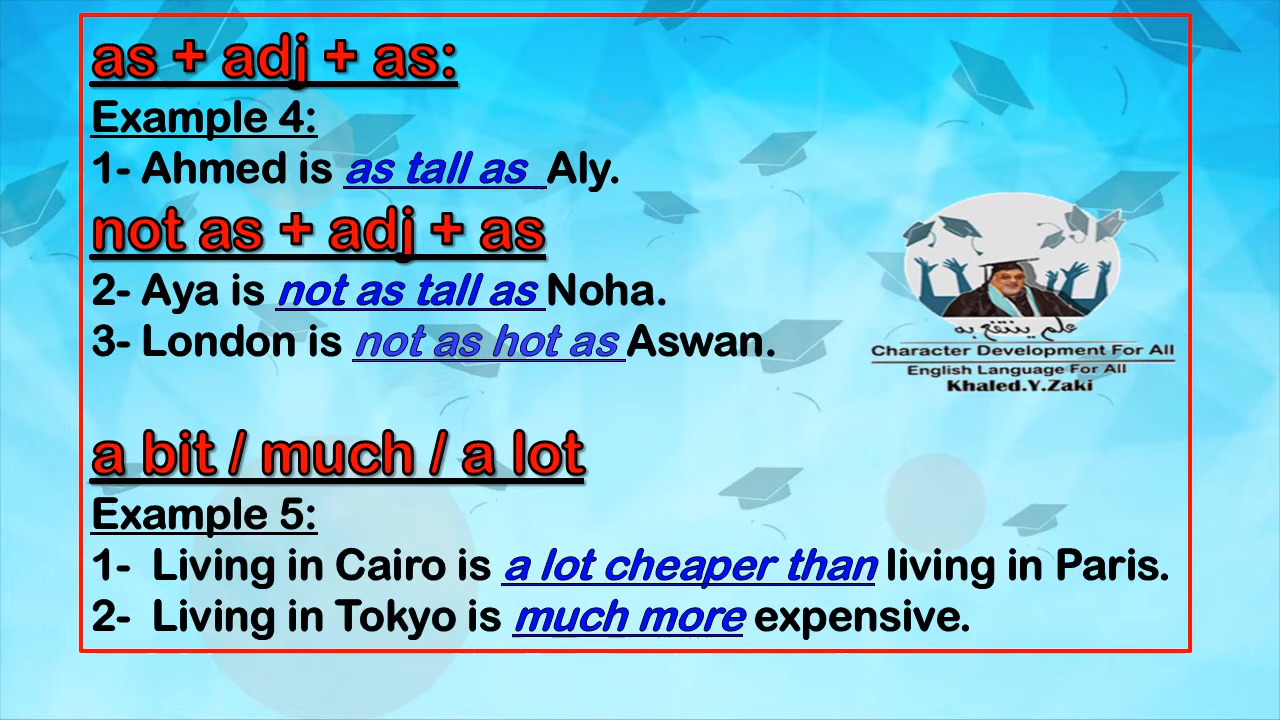 as + adj + as:
Example 4:
1- Ahmed is as tall as Aly.
not as + adj + as
2- Aya is not as tall as Noha.
3- London is not as hot as Aswan.
علم ينتفع به
Character Development For All
English Language For All
Khaled.Y.Zaki
a bit / much / a lot
Example 5:
1- Living in Cairo is a lot cheaper than living in Paris.
2- Living in Tokyo is much more expensive.